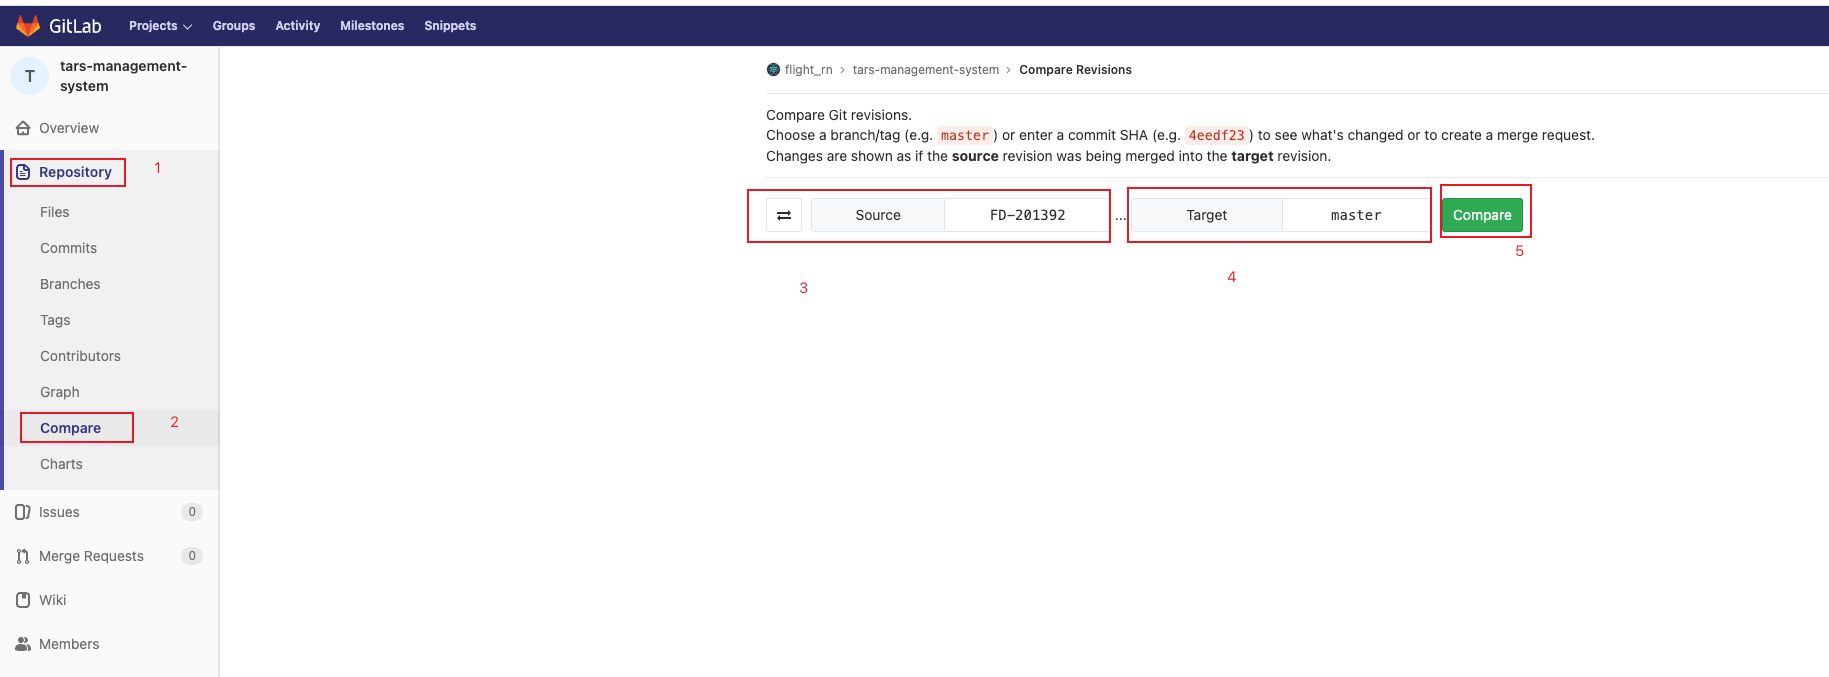 GitLab Projects Groups Activity Milestones Snippets
T
tars-management-
system
Overview
Repository 1
Files
Commits
Branches
Tags
Contributors
Graph
Compare 2
Charts
Issues 0
Merge Requests 0
Wiki
Members
flight_rn › tars-management-system › Compare Revisions
Compare Git revisions.
Choose a branch/tag (e.g. master ) or enter a commit SHA (e.g. 4eedf23 ) to see what's changed or to create a merge request.
Changes are shown as if the source revision was being merged into the target revision.
Source FD-201392 ... Target master Compare
3
4
5